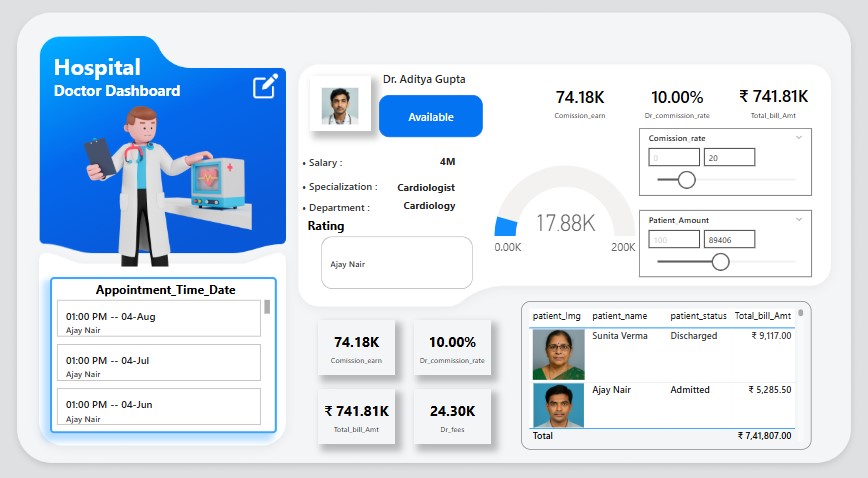 Hospital
Doctor Dashboard
Appointment_Time_Date
01:00 PM -- 04-Aug
Ajay Nair
01:00 PM -- 04-Jul
Ajay Nair
01:00 PM -- 04-Jun
Ajay Nair
Dr. Aditya Gupta
Available
• Salary : 4M
• Specialization : Cardiologist
• Department : Cardiology
Rating
Ajay Nair
17.88K
0.00K 200K
74.18K 10.00% ₹ 741.81K
Comission_earn Dr_commission_rate Total_bill_Amt
Comission_rate
0 20
Patient_Amount
100 89406
74.18K 10.00%
Comission_earn Dr_commission_rate
₹ 741.81K 24.30K
Total_bill_Amt Dr_fees
patient_Img patient_name patient_status Total_bill_Amt
Sunita Verma Discharged ₹ 9,117.00
Ajay Nair Admitted ₹ 5,285.50
Total ₹ 7,41,807.00